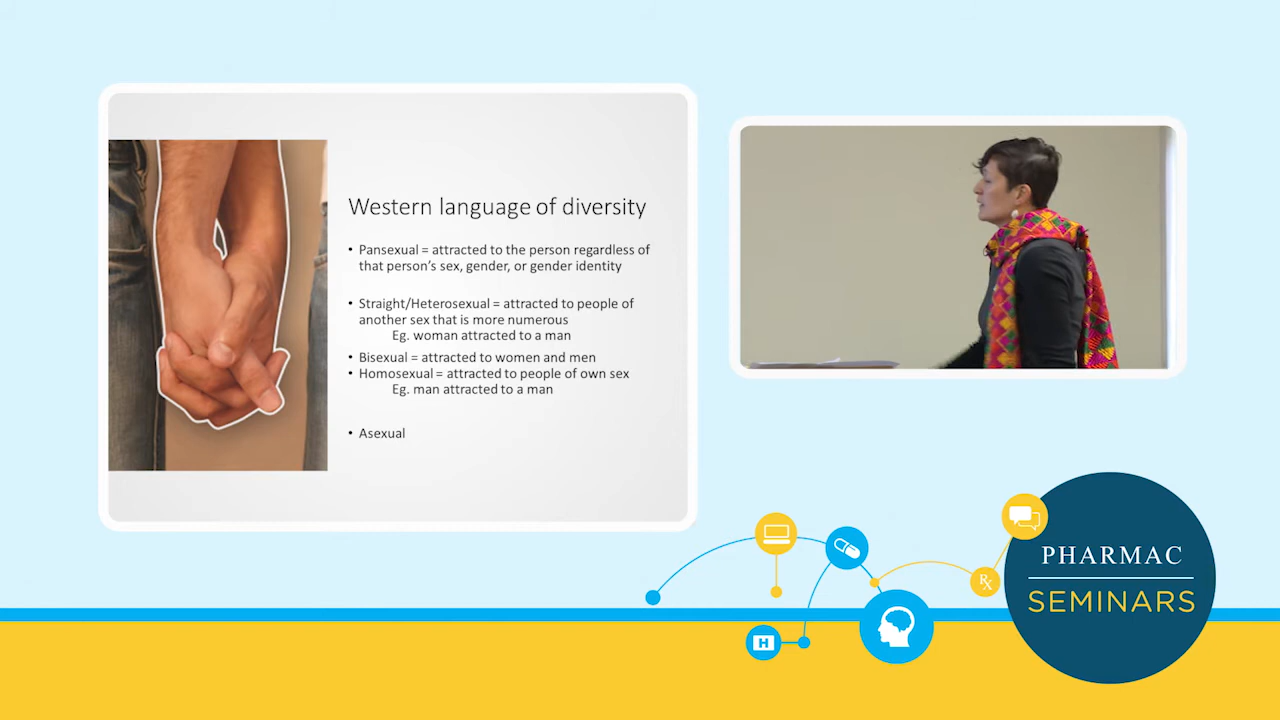 Western language of diversity
• Pansexual = attracted to the person regardless of
that person's sex, gender, or gender identity
• Straight/Heterosexual = attracted to people of
another sex that is more numerous
Eg. woman attracted to a man
• Bisexual = attracted to women and men
• Homosexual = attracted to people of own sex
Eg. man attracted to a man
• Asexual
H
Rx
PHARMAC
SEMINARS